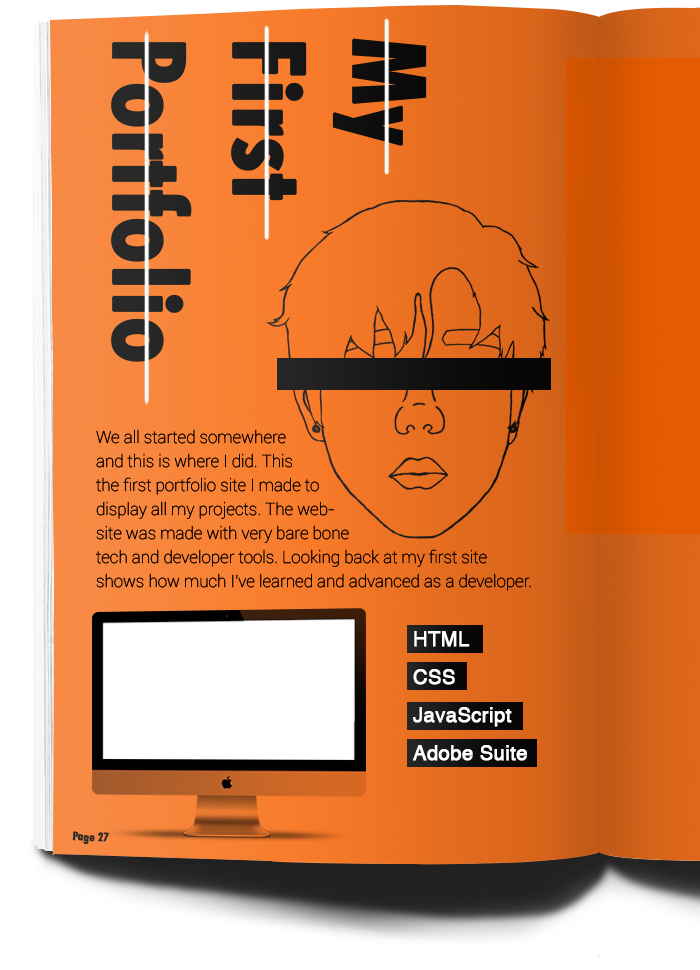 My
First
Portfolio
We all started somewhere
and this is where I did. This
the first portfolio site I made to
display all my projects. The web-
site was made with very bare bone
tech and developer tools. Looking back at my first site
shows how much I've learned and advanced as a developer.
HTML
CSS
JavaScript
Adobe Suite
Page 27